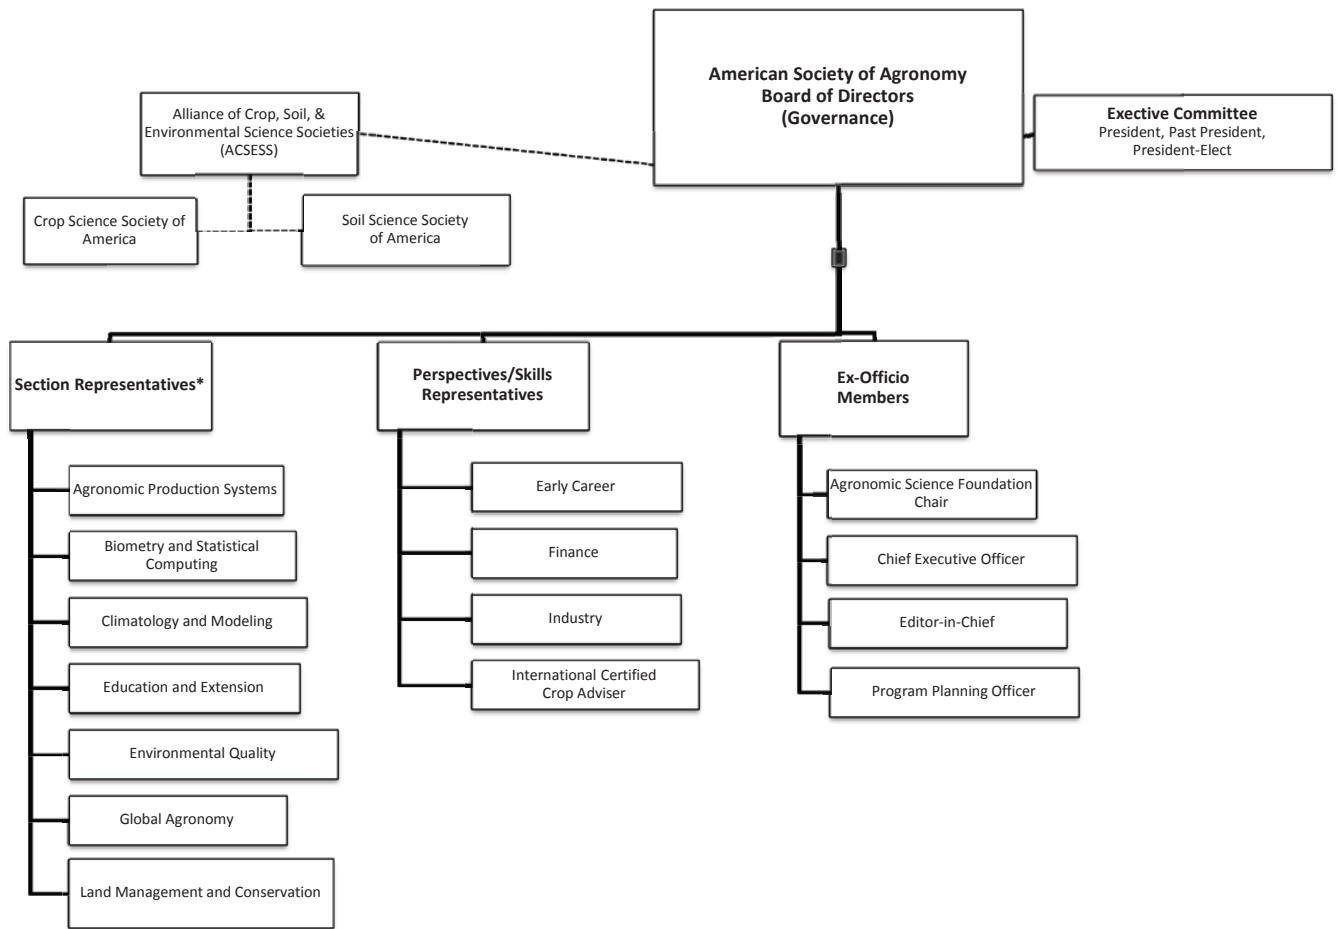 American Society of Agronomy
Board of Directors
(Governance)
Alliance of Crop, Soil, &
Environmental Science Societies
(ACSESS)
Exective Committee
President, Past President,
President-Elect
Crop Science Society of
America
Soil Science Society
of America
Section Representatives*
Agronomic Production Systems
Biometry and Statistical
Computing
Climatology and Modeling
Education and Extension
Environmental Quality
Global Agronomy
Land Management and Conservation
Perspectives/Skills
Representatives
Early Career
Finance
Industry
International Certified
Crop Adviser
Ex-Officio
Members
Agronomic Science Foundation
Chair
Chief Executive Officer
Editor-in-Chief
Program Planning Officer